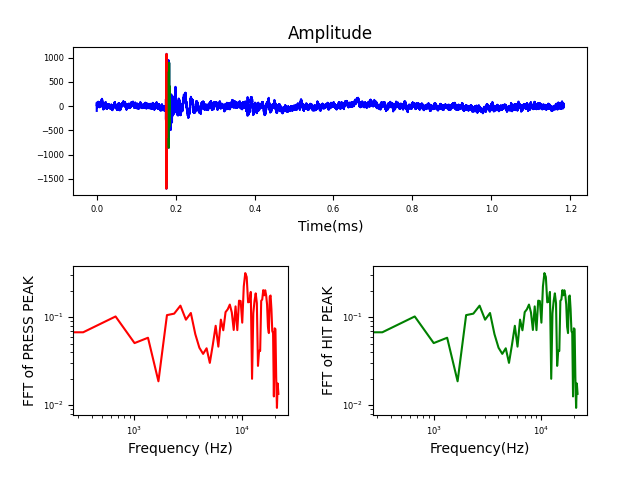 Amplitude
1000
500
0
−500
−1000
−1500
0.0 0.2 0.4 0.6 0.8 1.0 1.2
Time(ms)
FFT of PRESS PEAK
10⁻¹
10⁻²
10³ 10⁴
Frequency (Hz)
FFT of HIT PEAK
10⁻¹
10⁻²
10³ 10⁴
Frequency(Hz)